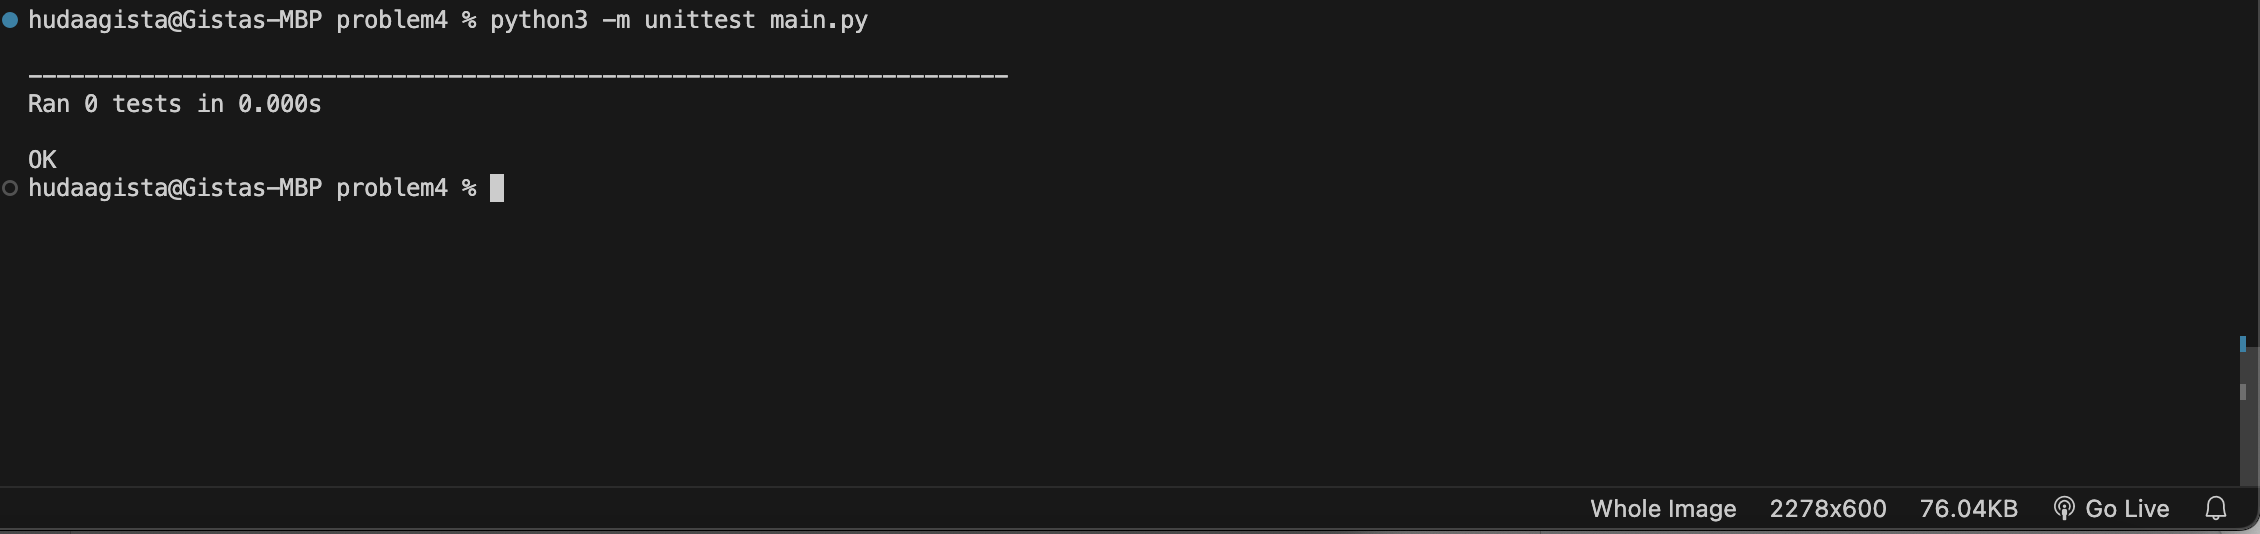 hudaagista@Gistas-MBP problem4 % python3 -m unittest main.py
----------------------------------------------------------------------
Ran 0 tests in 0.000s
OK
hudaagista@Gistas-MBP problem4 %
Whole Image 2278x600 76.04KB Go Live